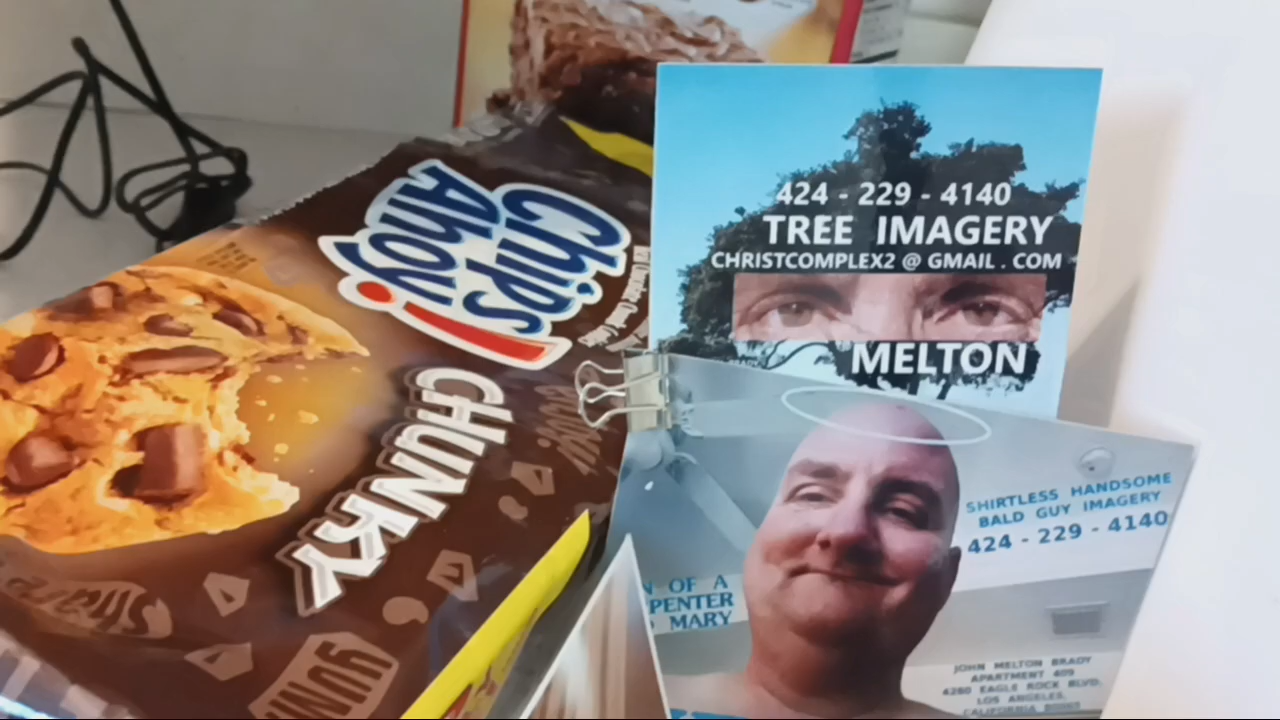 Chips
Ahoy!
CHUNKY
424 - 229 - 4140
TREE IMAGERY
CHRISTCOMPLEX2 @ GMAIL . COM
MELTON
SHIRTLESS HANDSOME
BALD GUY IMAGERY
424 - 229 - 4140
OF A
MARY
JOHN MELTON BRADY
APARTMENT 409
4280 EAGLE ROCK BLVD.
LOS ANGELES,
CALIFORNIA